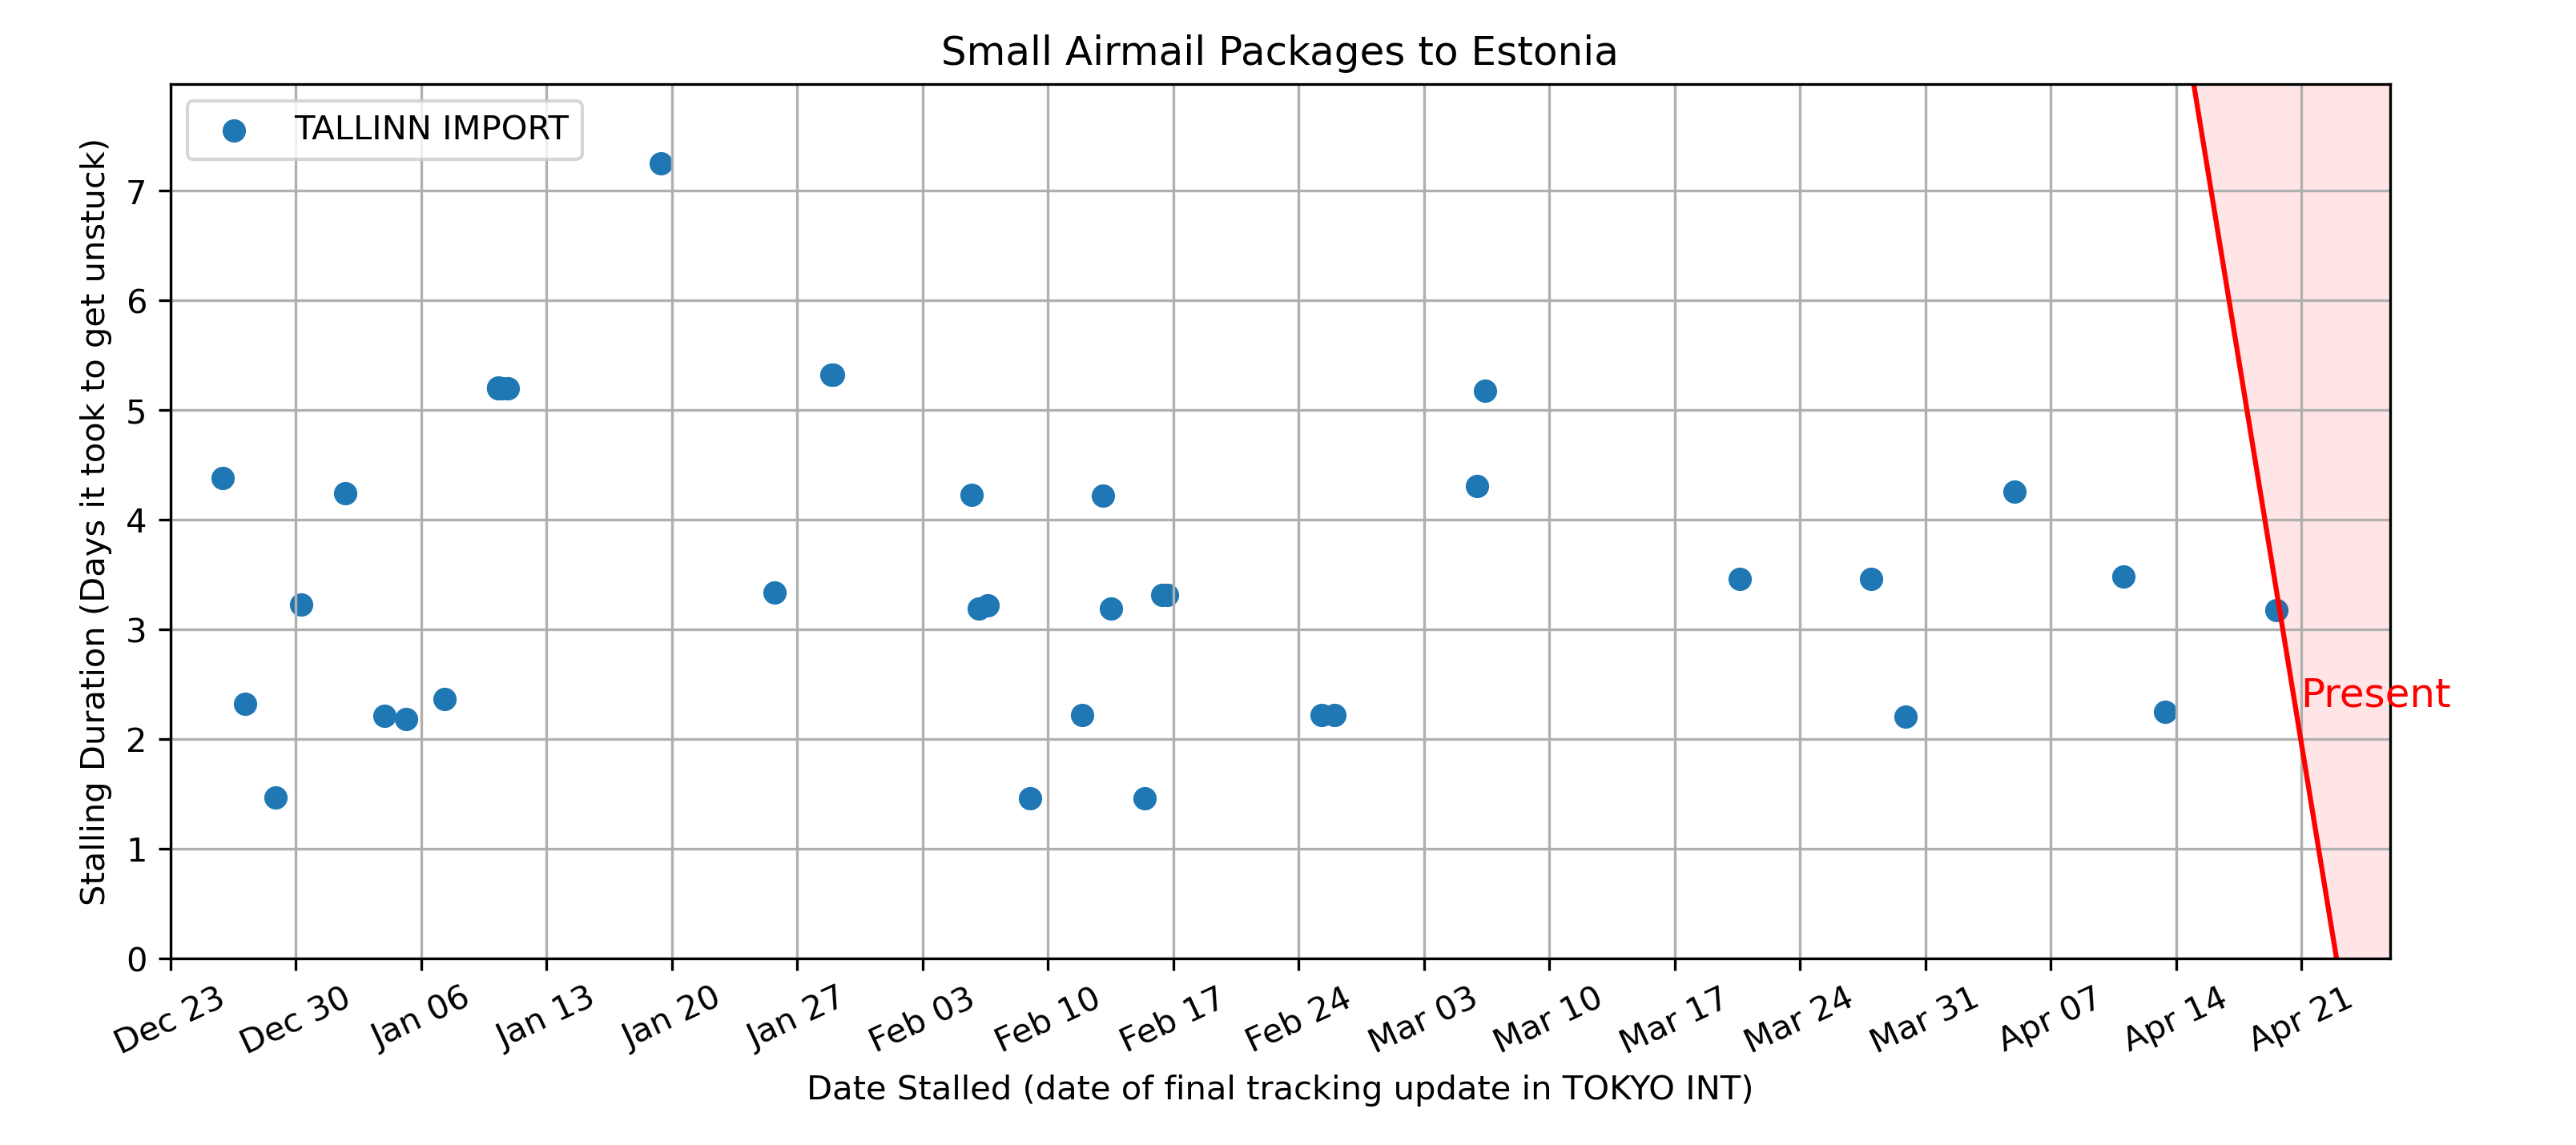 Small Airmail Packages to Estonia
TALLINN IMPORT
Stalling Duration (Days it took to get unstuck)
7
6
5
4
3
2
1
0
Present
Dec 23
Dec 30
Jan 06
Jan 13
Jan 20
Jan 27
Feb 03
Feb 10
Feb 17
Feb 24
Mar 03
Mar 10
Mar 17
Mar 24
Mar 31
Apr 07
Apr 14
Apr 21
Date Stalled (date of final tracking update in TOKYO INT)